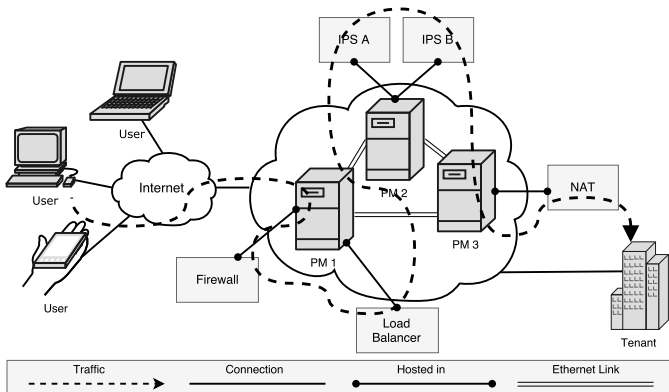 IPS A
IPS B
User
User
Internet
PM 2
NAT
PM 3
PM 1
Firewall
User
Load
Balancer
Tenant
Traffic
Connection
Hosted in
Ethernet Link